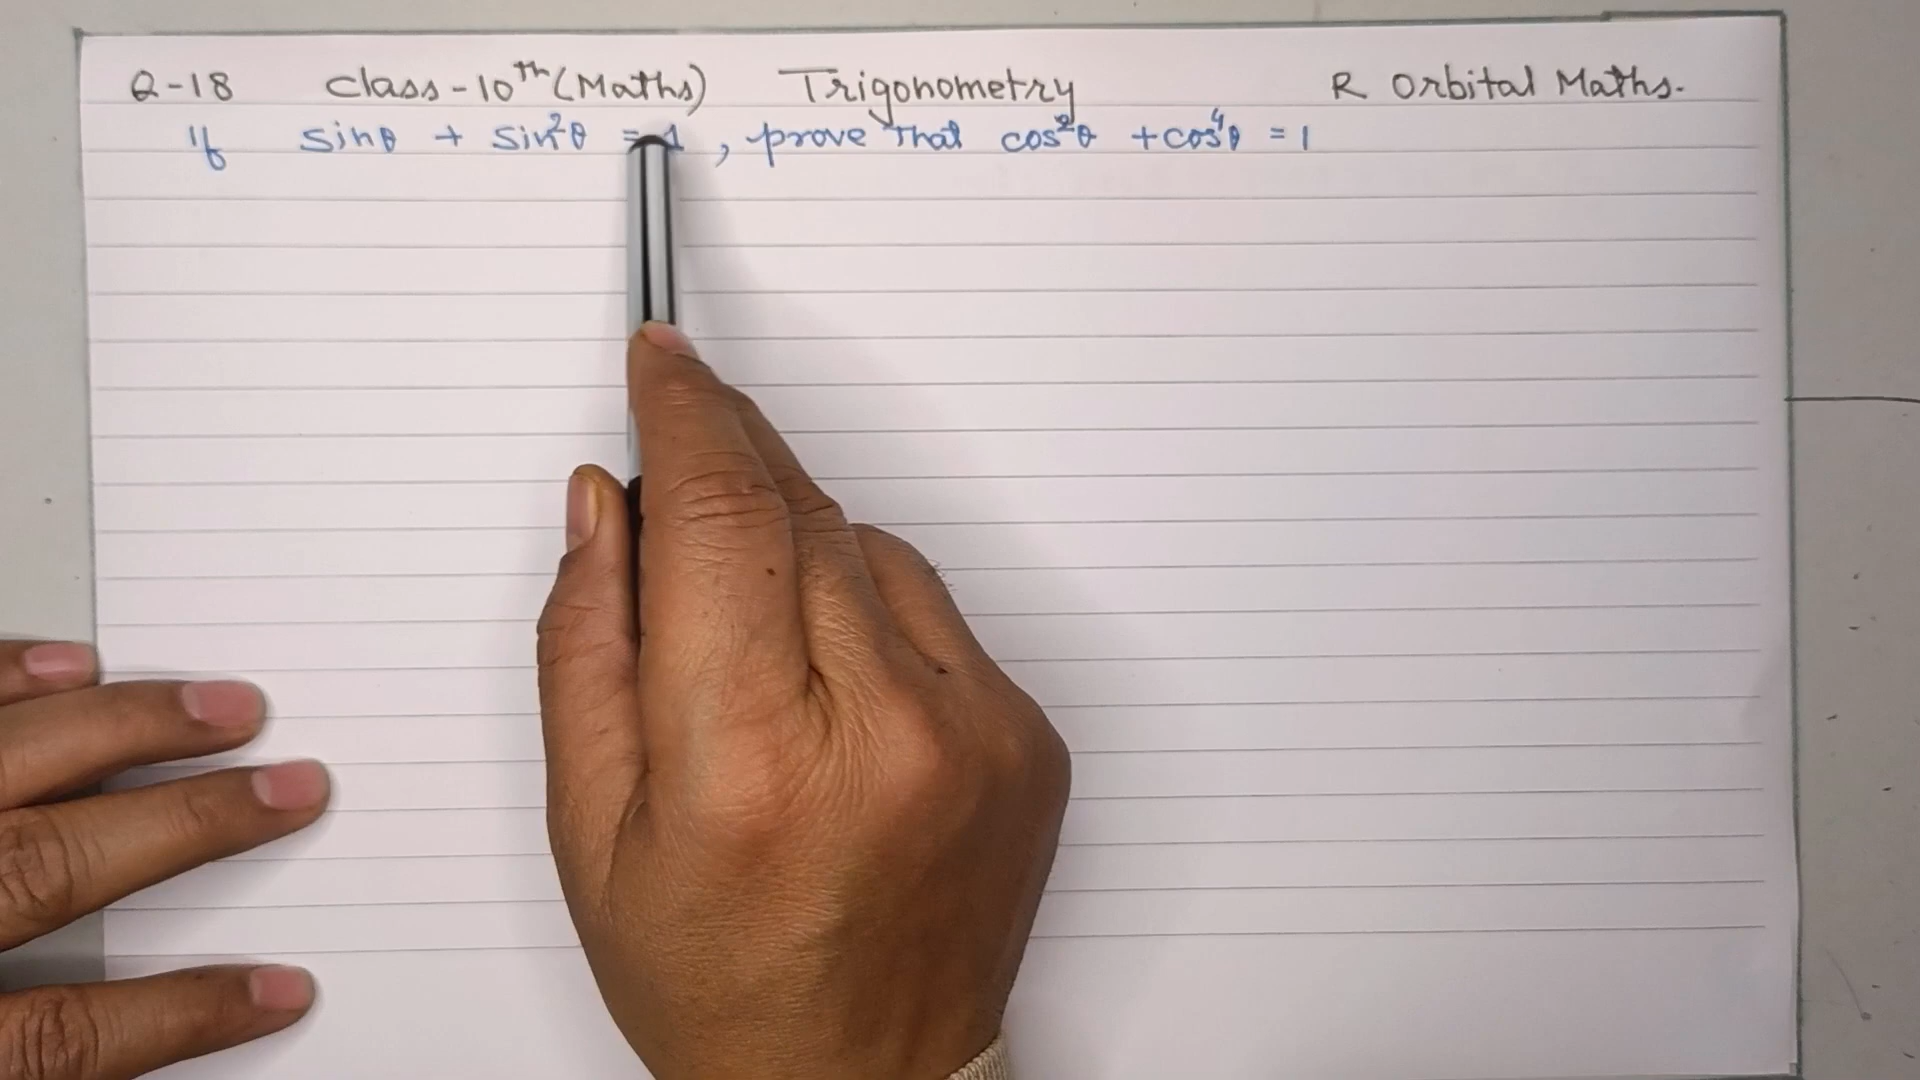 Q-18 Class-10th (Maths) Trigonometry R Orbital Maths.
If sinθ + sin²θ = 1, prove that cos²θ + cos⁴θ = 1